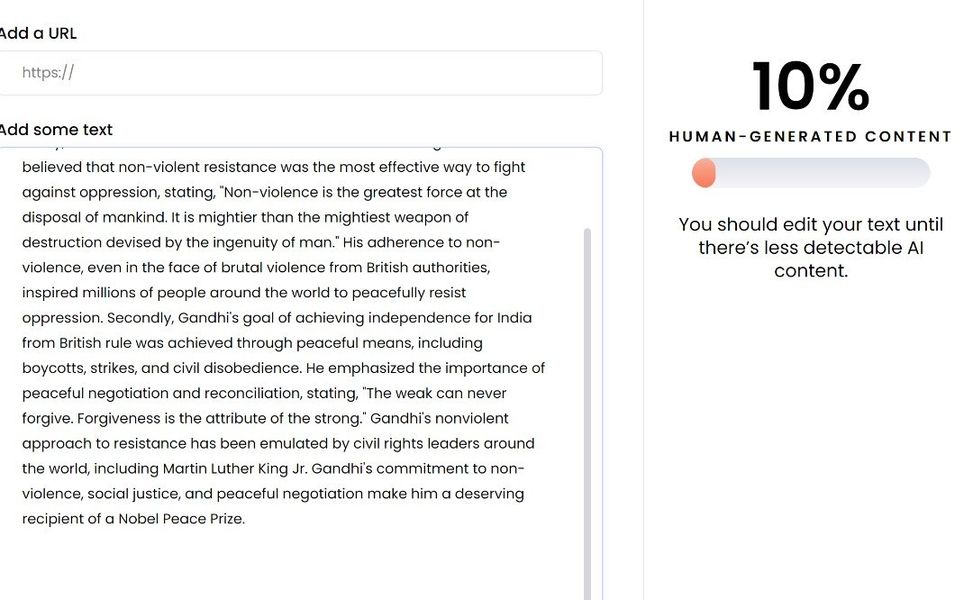 Add a URL
https://
Add some text
believed that non-violent resistance was the most effective way to fight
against oppression, stating, "Non-violence is the greatest force at the
disposal of mankind. It is mightier than the mightiest weapon of
destruction devised by the ingenuity of man." His adherence to non-
violence, even in the face of brutal violence from British authorities,
inspired millions of people around the world to peacefully resist
oppression. Secondly, Gandhi's goal of achieving independence for India
from British rule was achieved through peaceful means, including
boycotts, strikes, and civil disobedience. He emphasized the importance of
peaceful negotiation and reconciliation, stating, "The weak can never
forgive. Forgiveness is the attribute of the strong." Gandhi's nonviolent
approach to resistance has been emulated by civil rights leaders around
the world, including Martin Luther King Jr. Gandhi's commitment to non-
violence, social justice, and peaceful negotiation make him a deserving
recipient of a Nobel Peace Prize.
10%
HUMAN-GENERATED CONTENT
You should edit your text until
there's less detectable AI
content.